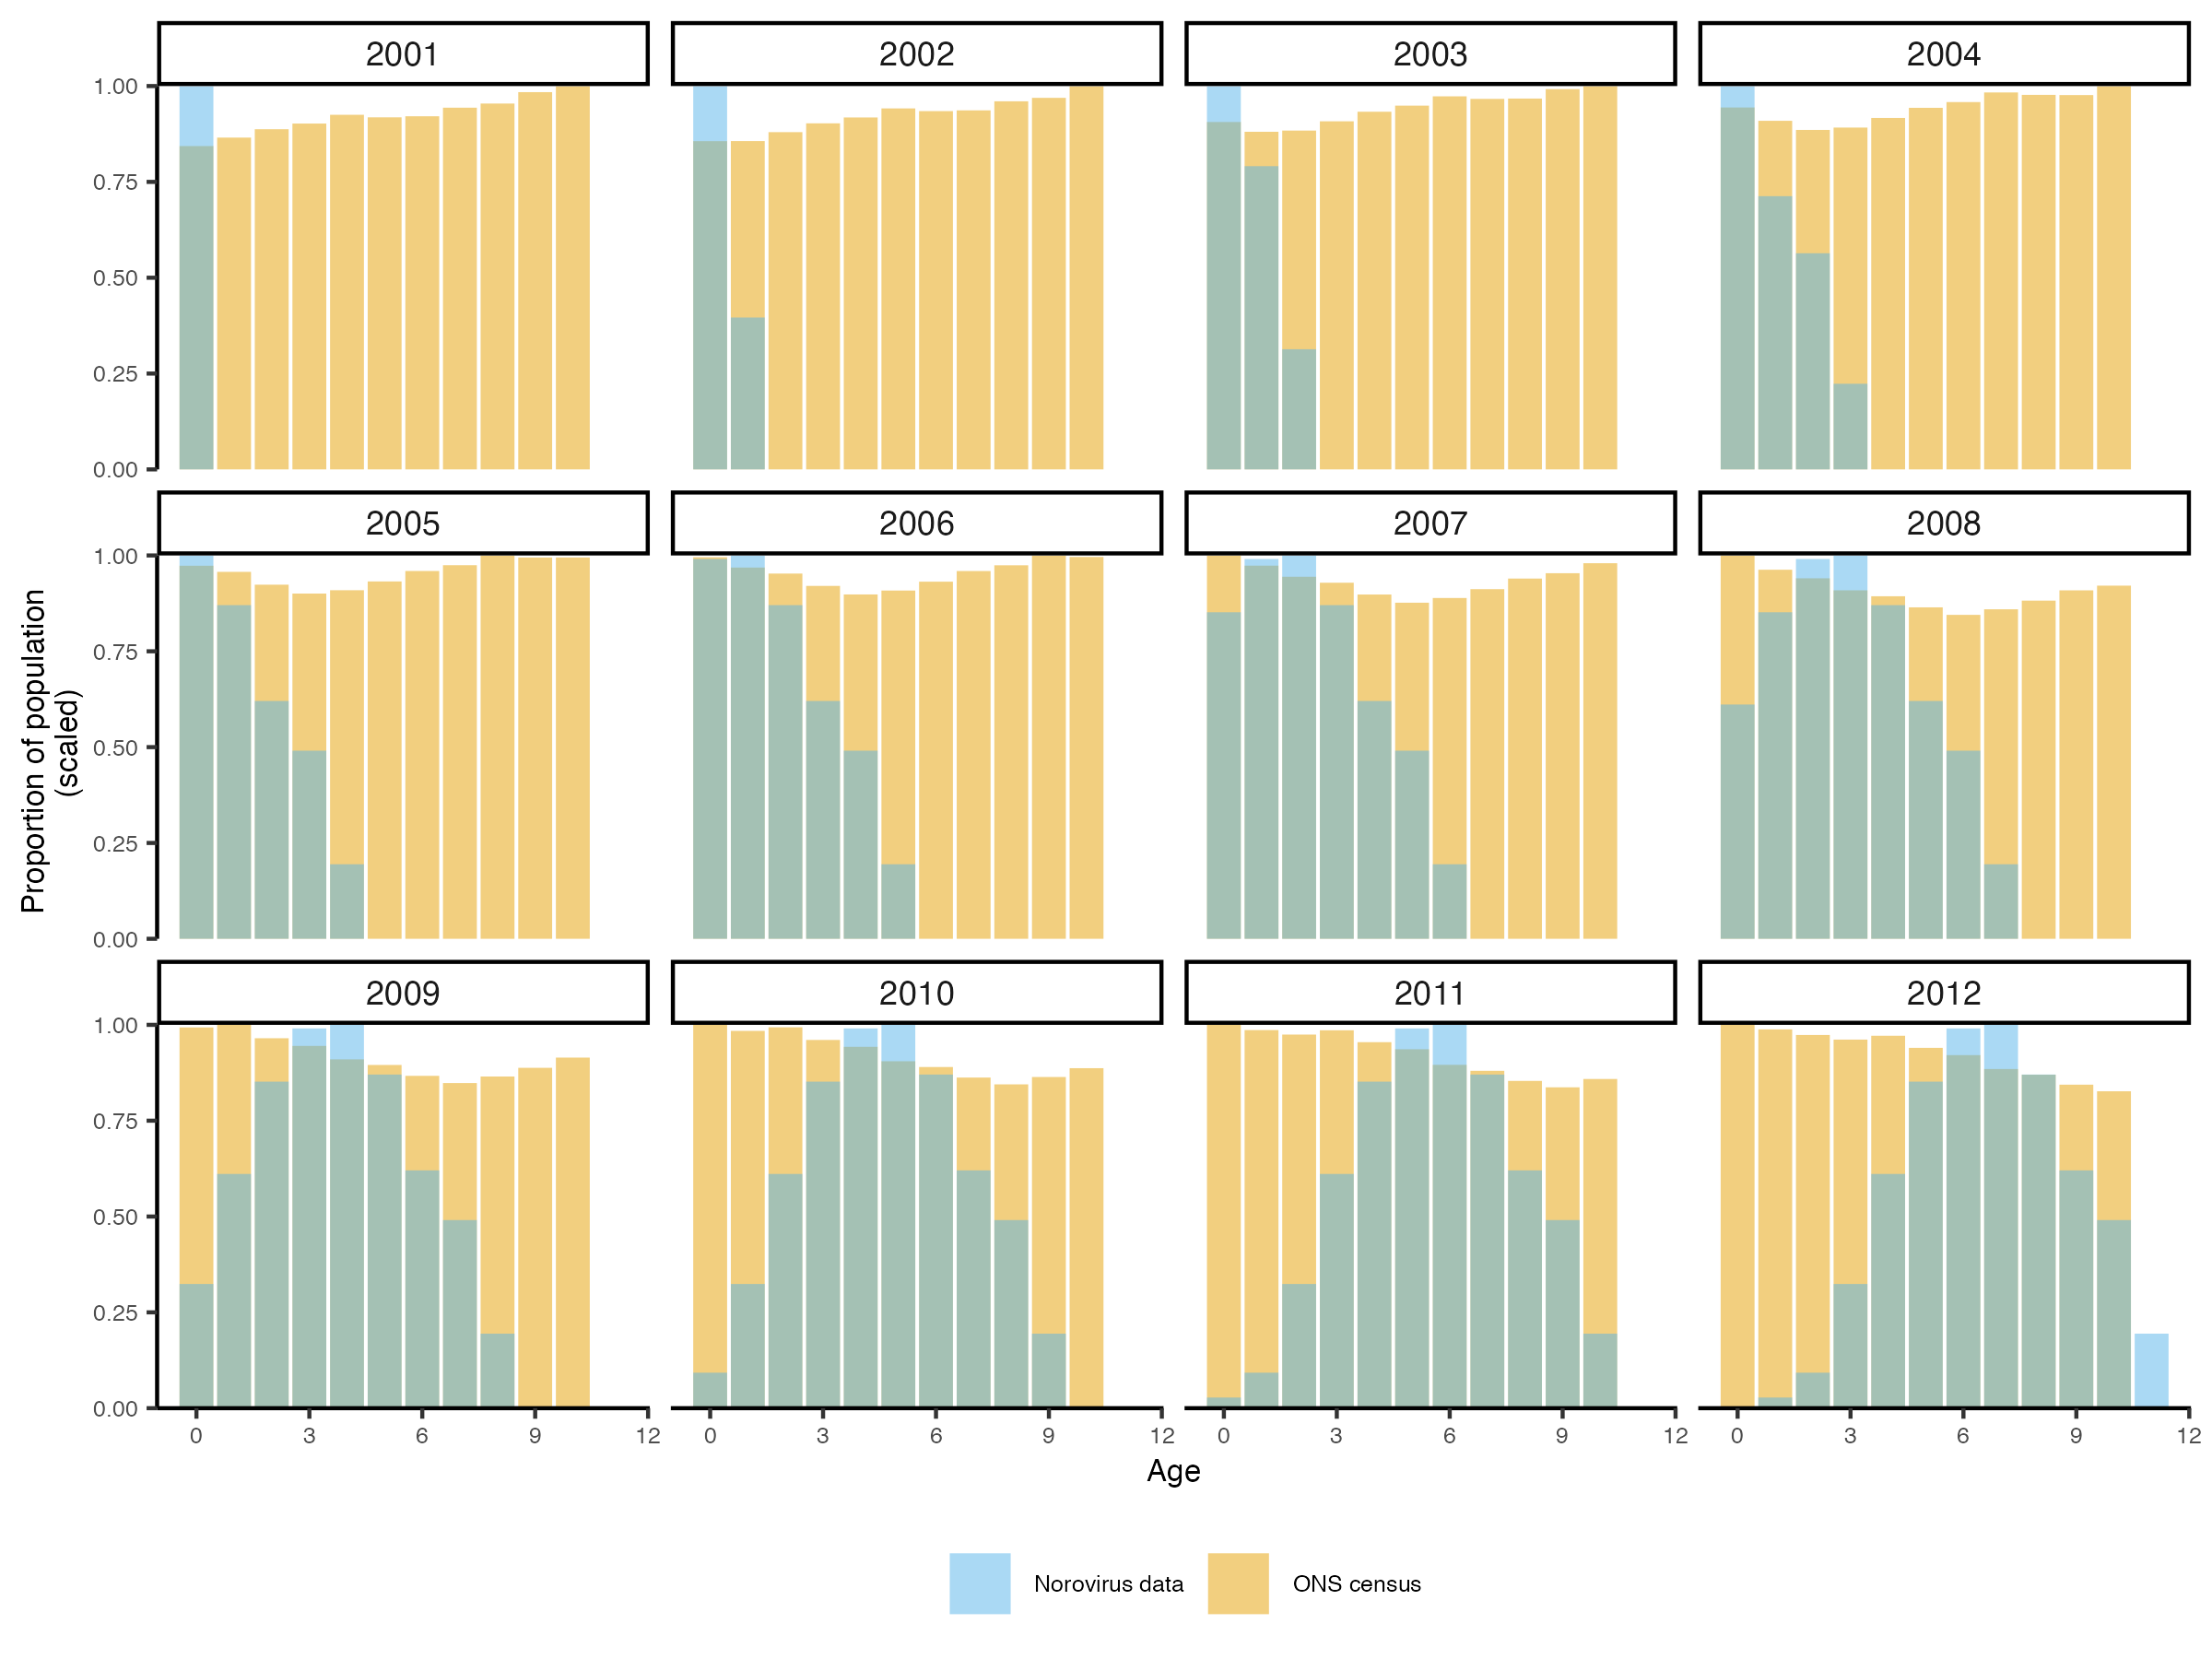 2001 2002 2003 2004
1.00
0.75
0.50
0.25
0.00
2005 2006 2007 2008
1.00
0.75
0.50
0.25
0.00
2009 2010 2011 2012
1.00
0.75
0.50
0.25
0.00
0 3 6 9 12 0 3 6 9 12 0 3 6 9 12 0 3 6 9 12
Proportion of population
(scaled)
Age
Norovirus data ONS census